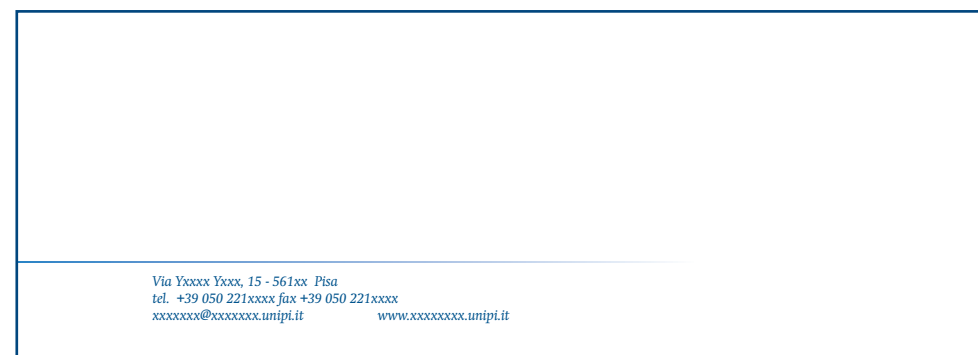 Via Yxxxx Yxxx, 15 - 561xx Pisa
tel. +39 050 221xxxx fax +39 050 221xxxx
xxxxxxx@xxxxxxx.unipi.it www.xxxxxxxx.unipi.it